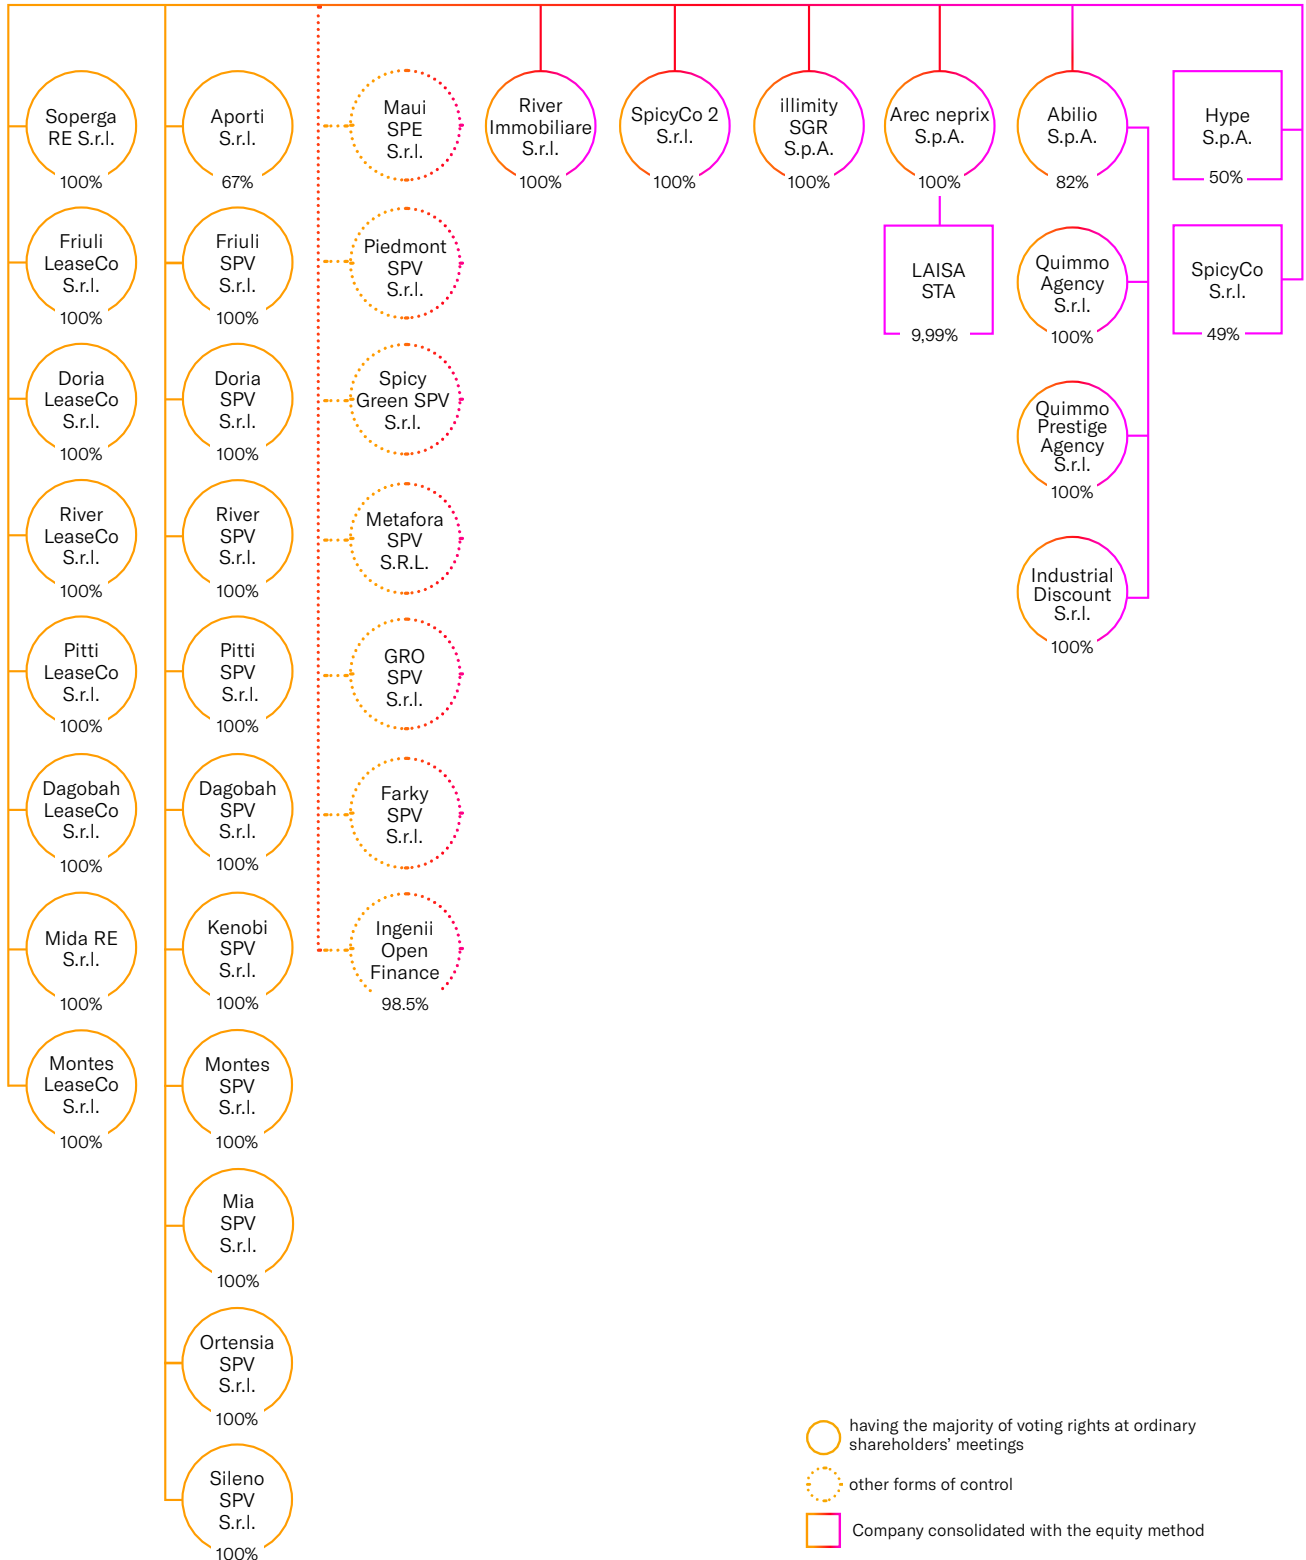 Soperga
RE S.r.l.
100%
Friuli
LeaseCo
S.r.l.
100%
Doria
LeaseCo
S.r.l.
100%
River
LeaseCo
S.r.l.
100%
Pitti
LeaseCo
S.r.l.
100%
Dagobah
LeaseCo
S.r.l.
100%
Mida RE
S.r.l.
100%
Montes
LeaseCo
S.r.l.
100%
Aporti
S.r.l.
67%
Friuli
SPV
S.r.l.
100%
Doria
SPV
S.r.l.
100%
River
SPV
S.r.l.
100%
Pitti
SPV
S.r.l.
100%
Dagobah
SPV
S.r.l.
100%
Kenobi
SPV
S.r.l.
100%
Montes
SPV
S.r.l.
100%
Mia
SPV
S.r.l.
100%
Ortensia
SPV
S.r.l.
100%
Sileno
SPV
S.r.l.
100%
Maui
SPE
S.r.l.
Piedmont
SPV
S.r.l.
Spicy
Green SPV
S.r.l.
Metafora
SPV
S.R.L.
GRO
SPV
S.r.l.
Farky
SPV
S.r.l.
Ingenii
Open
Finance
98.5%
River
Immobiliare
S.r.l.
100%
SpicyCo 2
S.r.l.
100%
illimity
SGR
S.p.A.
100%
Arec neprix
S.p.A.
100%
LAISA
STA
9,99%
Abilio
S.p.A.
82%
Quimmo
Agency
S.r.l.
100%
Quimmo
Prestige
Agency
S.r.l.
100%
Industrial
Discount
S.r.l.
100%
Hype
S.p.A.
50%
SpicyCo
S.r.l.
49%
having the majority of voting rights at ordinary
shareholders' meetings
other forms of control
Company consolidated with the equity method